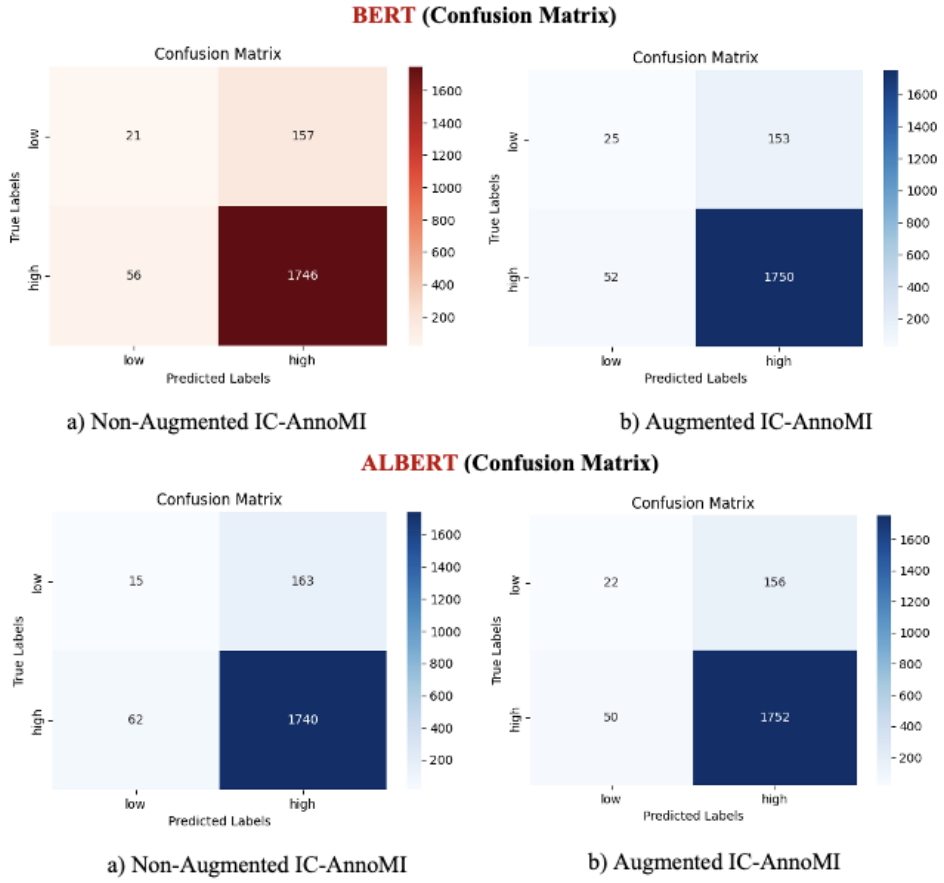 BERT (Confusion Matrix)
Confusion Matrix
low
high
True Labels
21
157
56
1746
low
high
Predicted Labels
1600
1400
1200
1000
800
600
400
200
a) Non-Augmented IC-AnnoMI
Confusion Matrix
low
high
True Labels
25
153
52
1750
low
high
Predicted Labels
1600
1400
1200
1000
800
600
400
200
b) Augmented IC-AnnoMI
ALBERT (Confusion Matrix)
Confusion Matrix
low
high
True Labels
15
163
62
1740
low
high
Predicted Labels
1600
1400
1200
1000
800
600
400
200
a) Non-Augmented IC-AnnoMI
Confusion Matrix
low
high
True Labels
22
156
50
1752
low
high
Predicted Labels
1600
1400
1200
1000
800
600
400
200
b) Augmented IC-AnnoMI